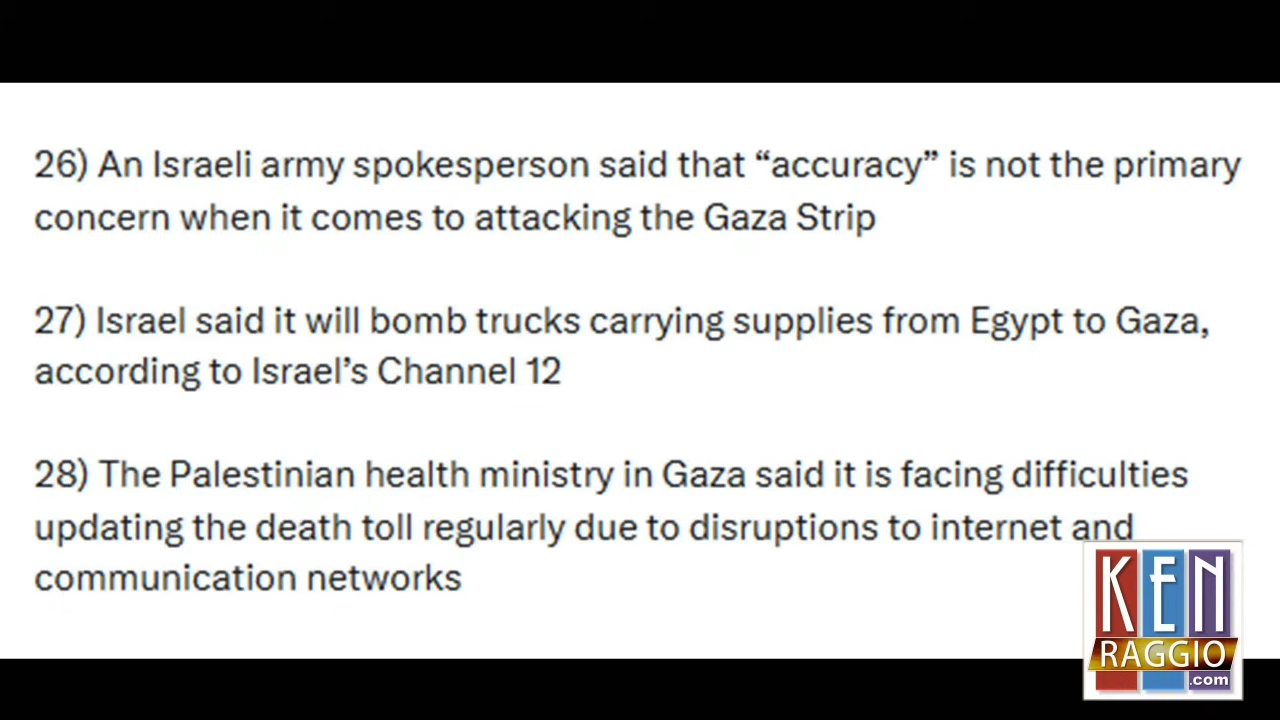 26) An Israeli army spokesperson said that “accuracy” is not the primary
concern when it comes to attacking the Gaza Strip
27) Israel said it will bomb trucks carrying supplies from Egypt to Gaza,
according to Israel’s Channel 12
28) The Palestinian health ministry in Gaza said it is facing difficulties
updating the death toll regularly due to disruptions to internet and
communication networks
KEN
RAGGIO
.com